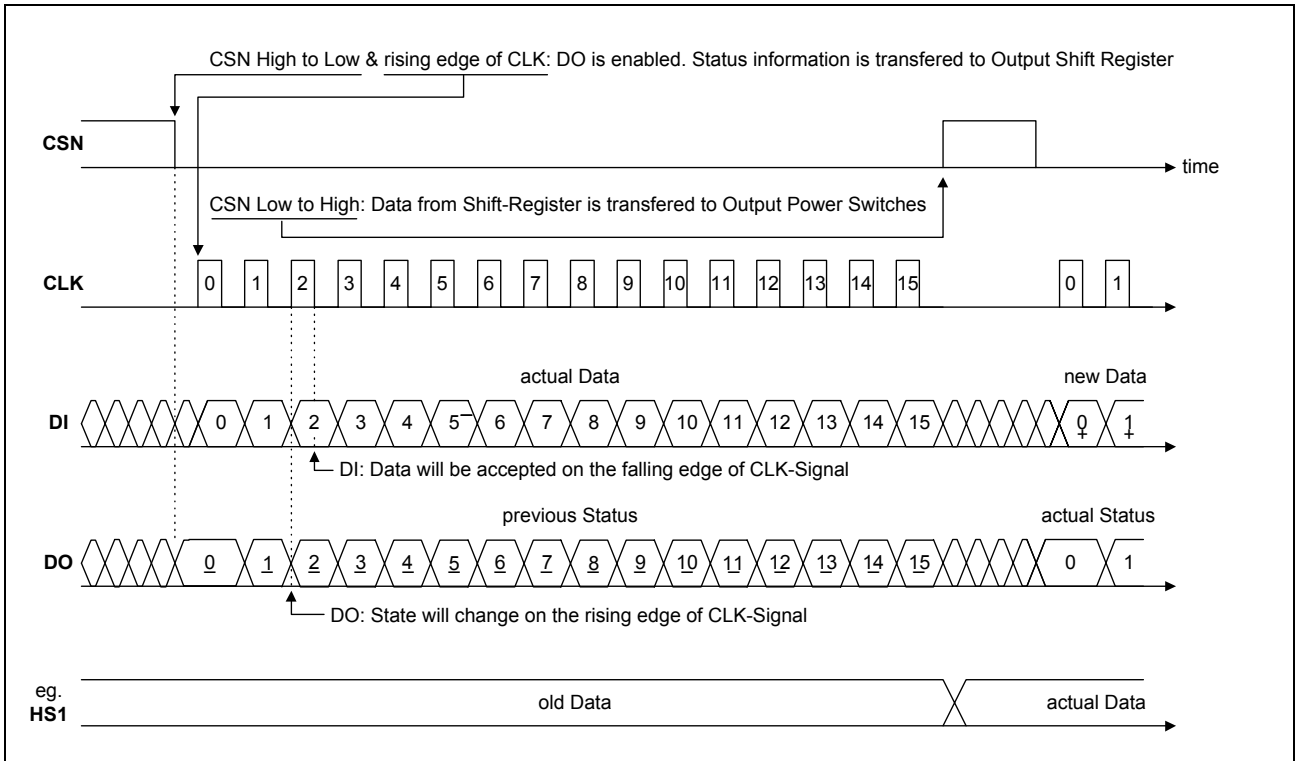 CSN High to Low & rising edge of CLK: DO is enabled. Status information is transfered to Output Shift Register
CSN
time
CSN Low to High: Data from Shift-Register is transfered to Output Power Switches
CLK
0 1 2 3 4 5 6 7 8 9 10 11 12 13 14 15 0 1
actual Data new Data
DI
0 1 2 3 4 5 6 7 8 9 10 11 12 13 14 15 0 1
+ +
DI: Data will be accepted on the falling edge of CLK-Signal
previous Status actual Status
DO
0 1 2 3 4 5 6 7 8 9 10 11 12 13 14 15 0 1
DO: State will change on the rising edge of CLK-Signal
eg.
HS1
old Data actual Data